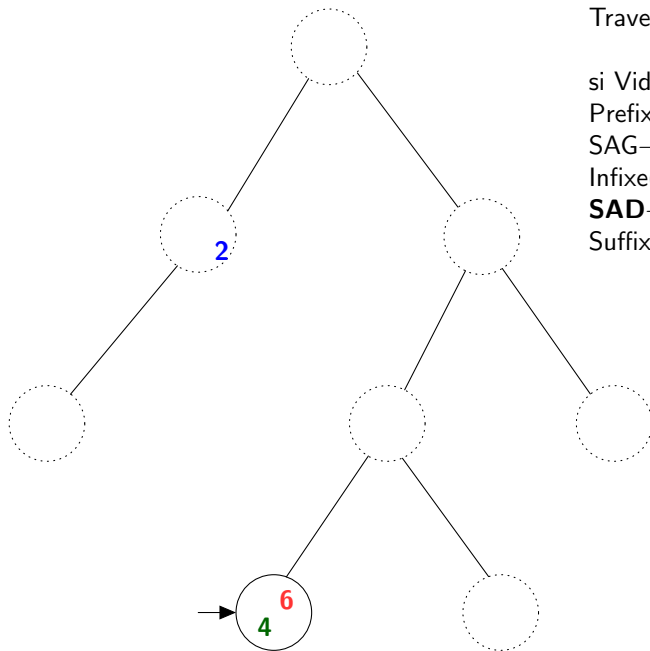 Trave
si Vid
Prefix
SAG–
Infixe
SAD-
Suffix
2
6
4